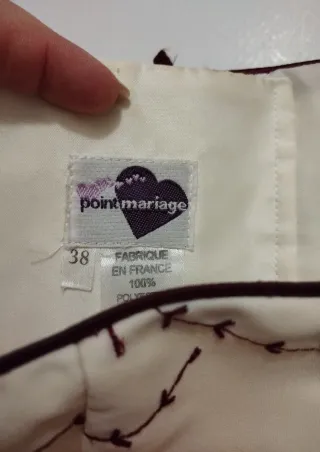 pointmariage
38
FABRIQUE
EN FRANCE
100%